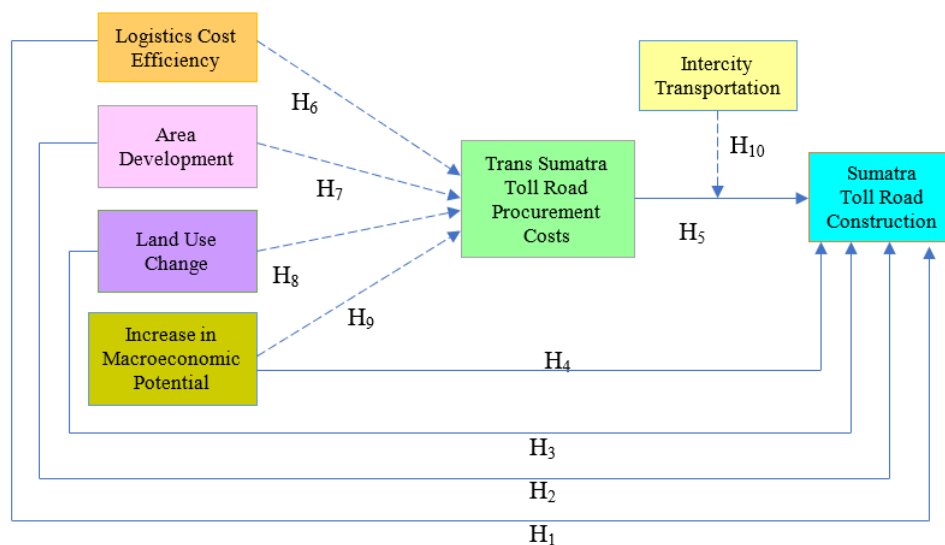 Logistics Cost
Efficiency
Intercity
Transportation
H₆
Area
Development
H₁₀
Trans Sumatra
Toll Road
Procurement
Costs
Sumatra
Toll Road
Construction
H₇
Land Use
Change
H₅
H₈
H₉
Increase in
Macroeconomic
Potential
H₄
H₃
H₂
H₁